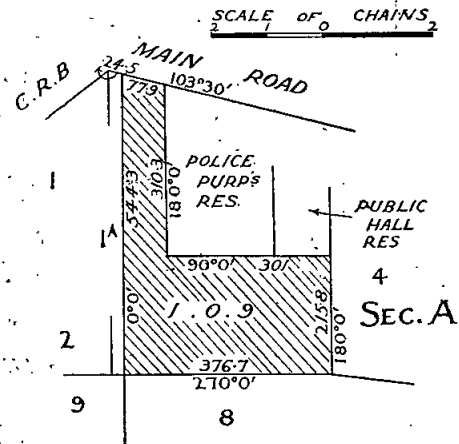 SCALE OF CHAINS
2 1 0 2
C.R.B
MAIN ROAD
24.5
77.9
103°30'
POLICE
PURP'S
RES.
PUBLIC
HALL
RES
1
1A
544.3
0°0'
310.3
180°0'
90°0'
301
4
SEC. A
1.0.9
215.8
180°0'
2
376.7
270°0'
9
8